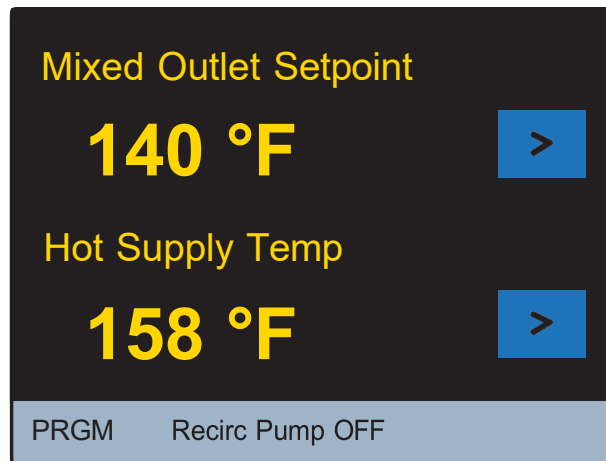 Mixed Outlet Setpoint
140 °F
>
Hot Supply Temp
158 °F
>
PRGM Recirc Pump OFF